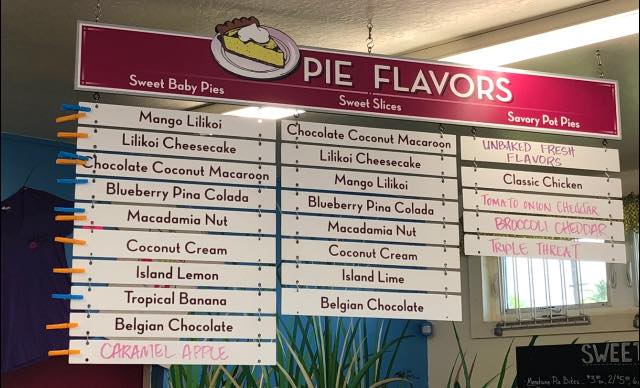 PIE FLAVORS
Sweet Baby Pies
Sweet Slices
Savory Pot Pies
Mango Lilikoi
Lilikoi Cheesecake
Chocolate Coconut Macaroon
Blueberry Pina Colada
Macadamia Nut
Coconut Cream
Island Lemon
Tropical Banana
Belgian Chocolate
CARAMEL APPLE
Chocolate Coconut Macaroon
Lilikoi Cheesecake
Mango Lilikoi
Blueberry Pina Colada
Macadamia Nut
Coconut Cream
Island Lime
Belgian Chocolate
UNBAKED FRESH
FLAVORS
Classic Chicken
TOMATO ONION CHEDDAR
BROCCOLI CHEDDAR
TRIPLE THREAT
SWEET